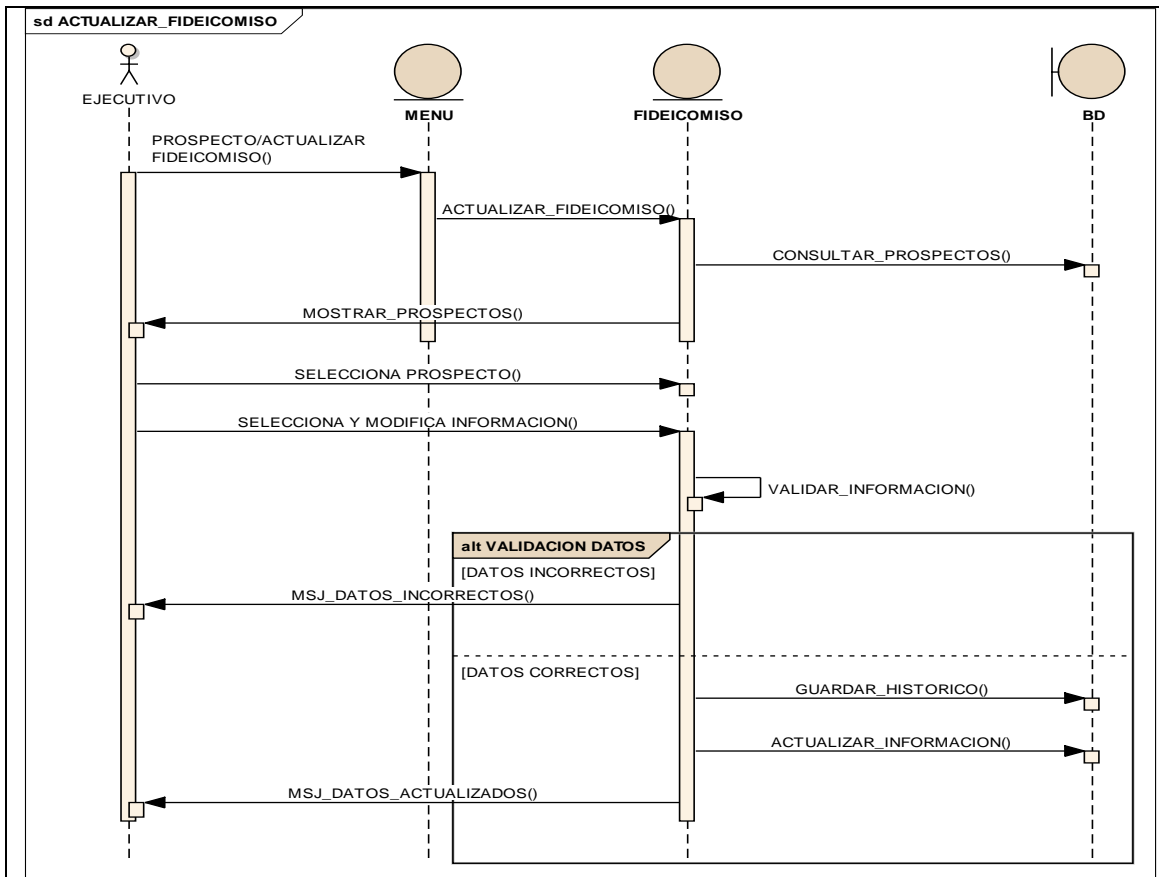 sd ACTUALIZAR_FIDEICOMISO
EJECUTIVO
MENU
FIDEICOMISO
BD
PROSPECTO/ACTUALIZAR
FIDEICOMISO()
ACTUALIZAR_FIDEICOMISO()
CONSULTAR_PROSPECTOS()
MOSTRAR_PROSPECTOS()
SELECCIONA PROSPECTO()
SELECCIONA Y MODIFICA INFORMACION()
VALIDAR_INFORMACION()
alt VALIDACION DATOS
[DATOS INCORRECTOS]
MSJ_DATOS_INCORRECTOS()
[DATOS CORRECTOS]
GUARDAR_HISTORICO()
ACTUALIZAR_INFORMACION()
MSJ_DATOS_ACTUALIZADOS()